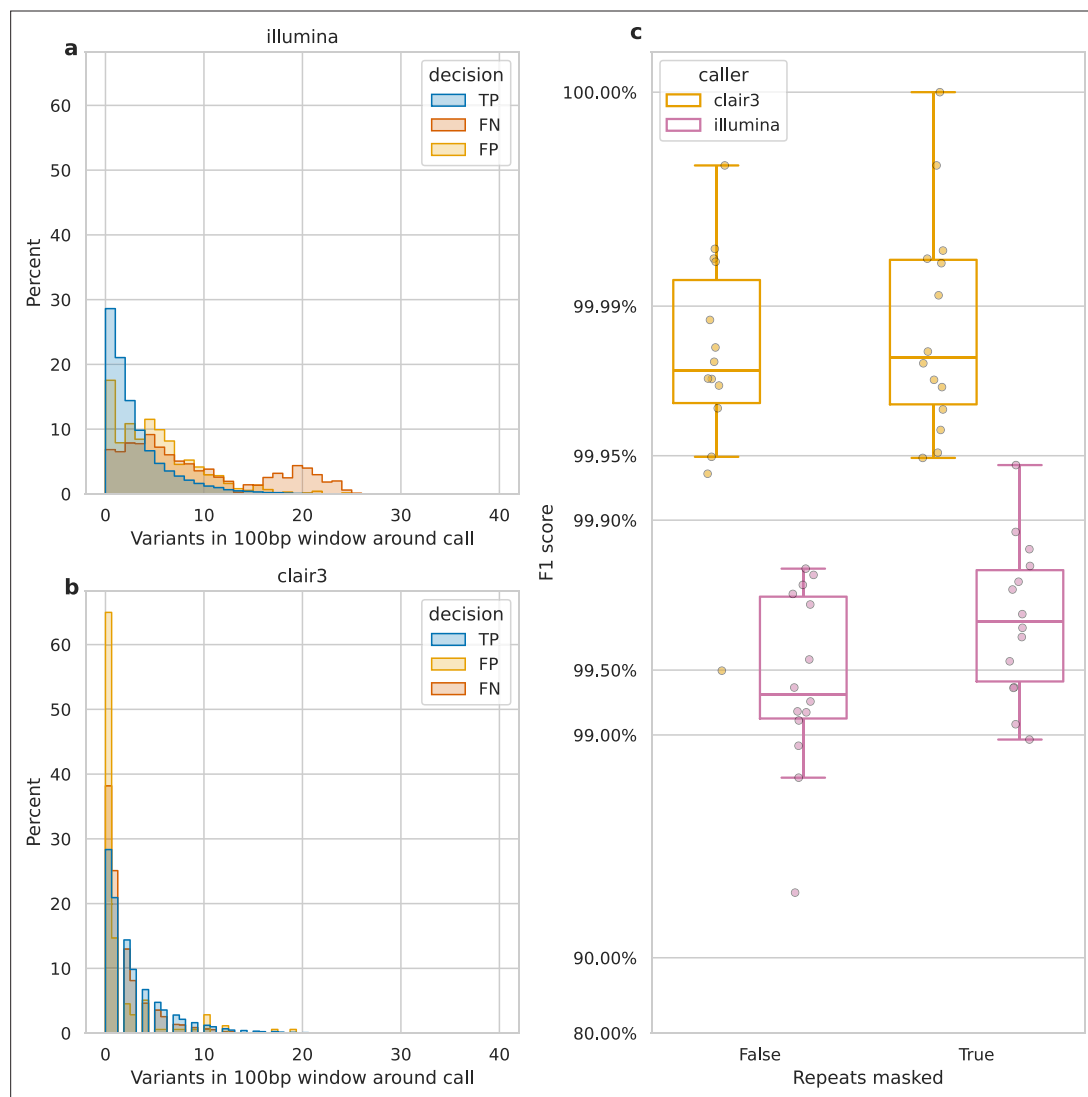 a
illumina
decision
TP
FN
FP
60
50
40
30
20
10
0
Percent
0 10 20 30 40
Variants in 100bp window around call
b
clair3
decision
TP
FP
FN
60
50
40
30
20
10
0
Percent
0 10 20 30 40
Variants in 100bp window around call
c
caller
clair3
illumina
100.00%
99.99%
99.95%
99.90%
99.50%
99.00%
90.00%
80.00%
F1 score
False True
Repeats masked